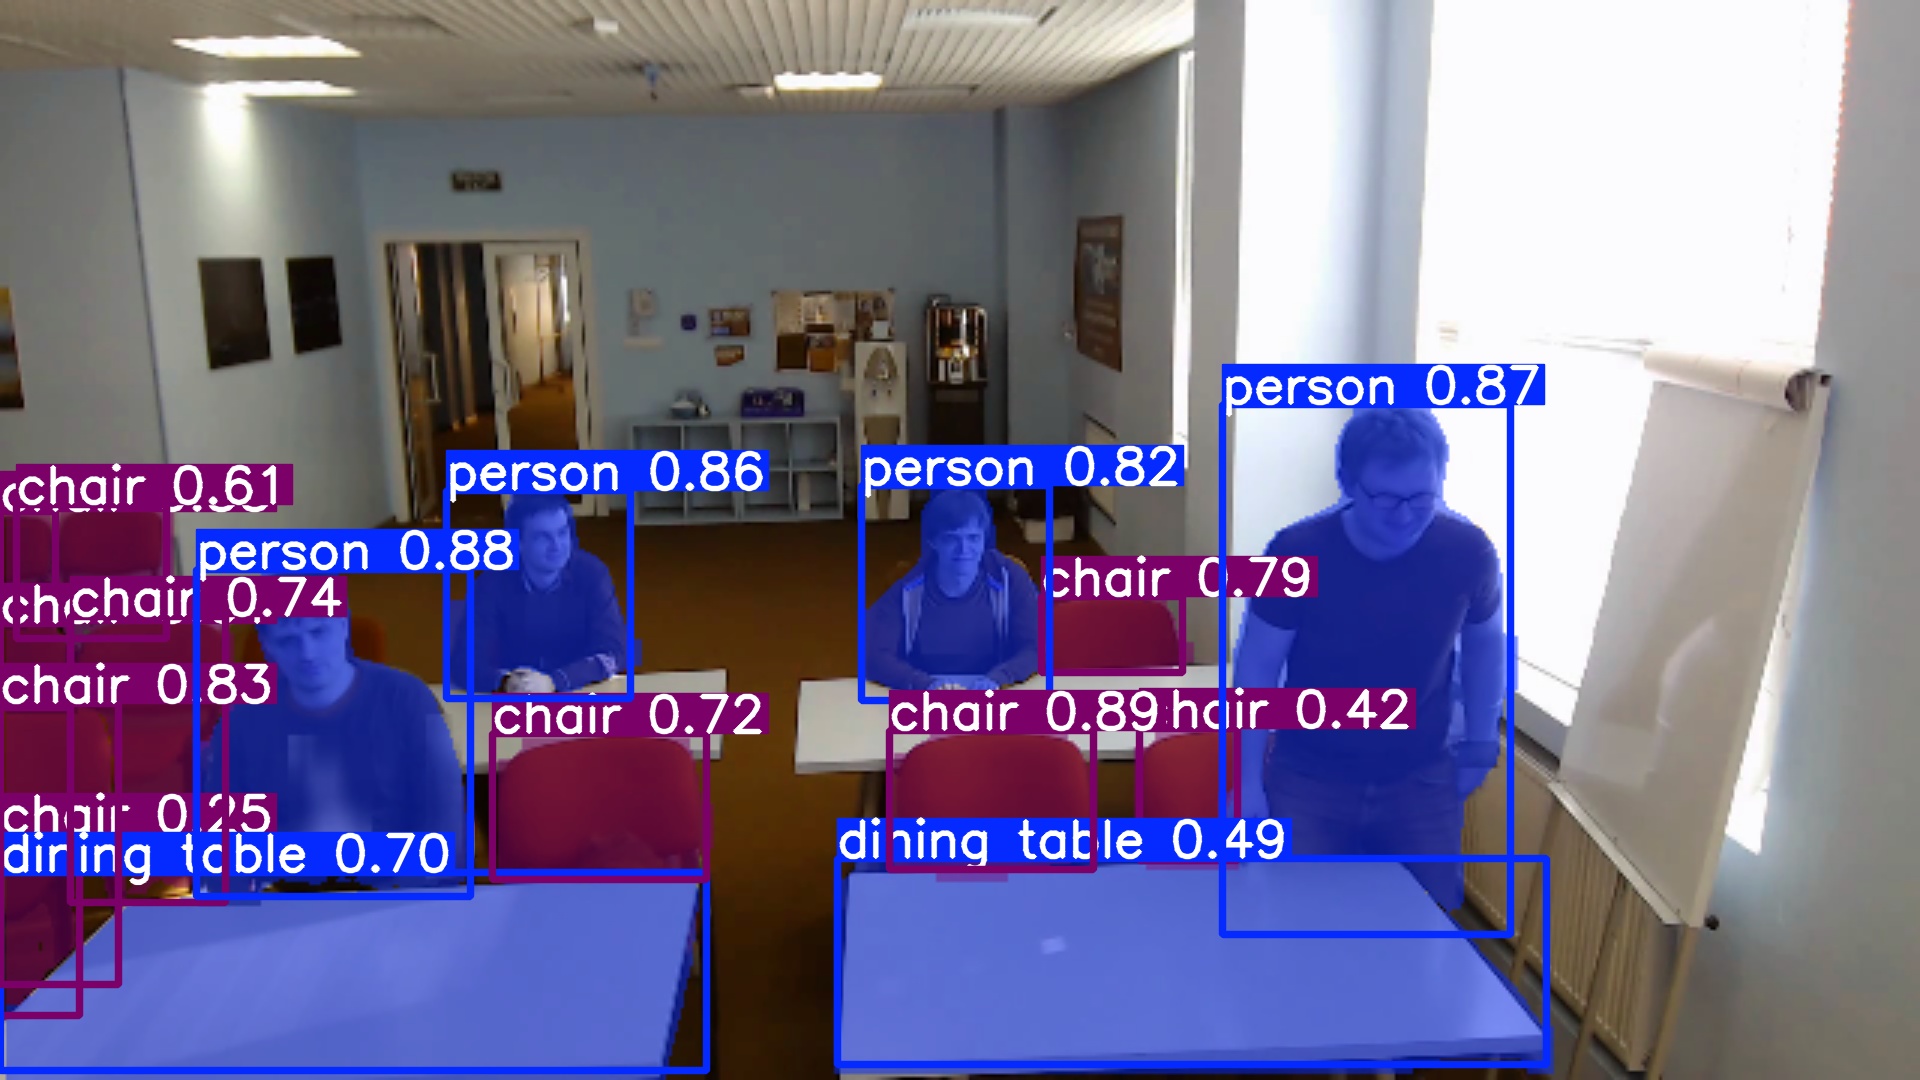 person 0.87
person 0.82
person 0.86
chair 0.61
person 0.88
chair 0.79
chair 0.74
chair 0.83
chair 0.72
chair 0.89
hair 0.42
chair 0.25
dining table 0.70
dining table 0.49